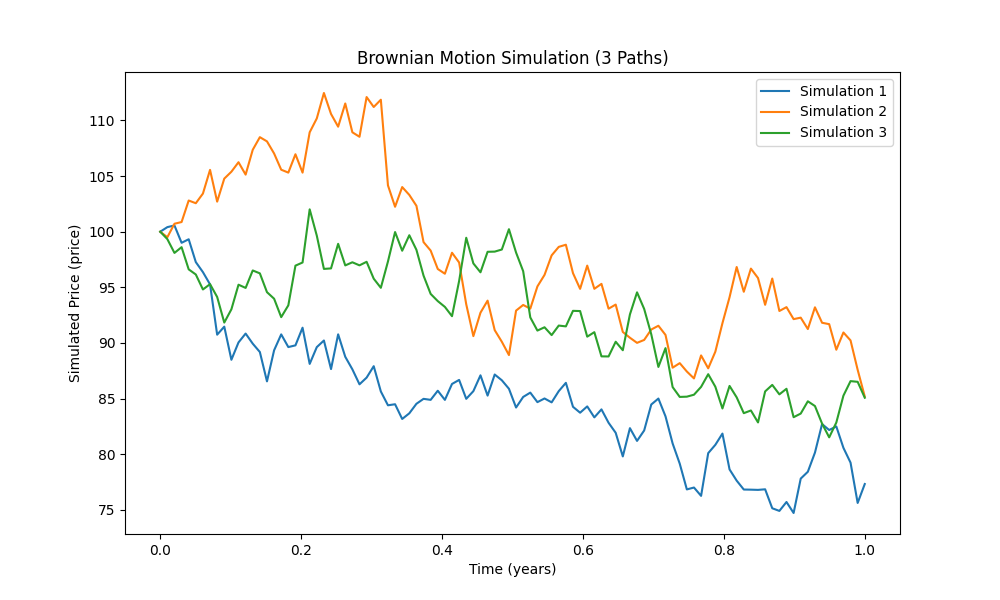 Brownian Motion Simulation (3 Paths)
Simulation 1
Simulation 2
Simulation 3
Simulated Price (price)
110
105
100
95
90
85
80
75
0.0 0.2 0.4 0.6 0.8 1.0
Time (years)